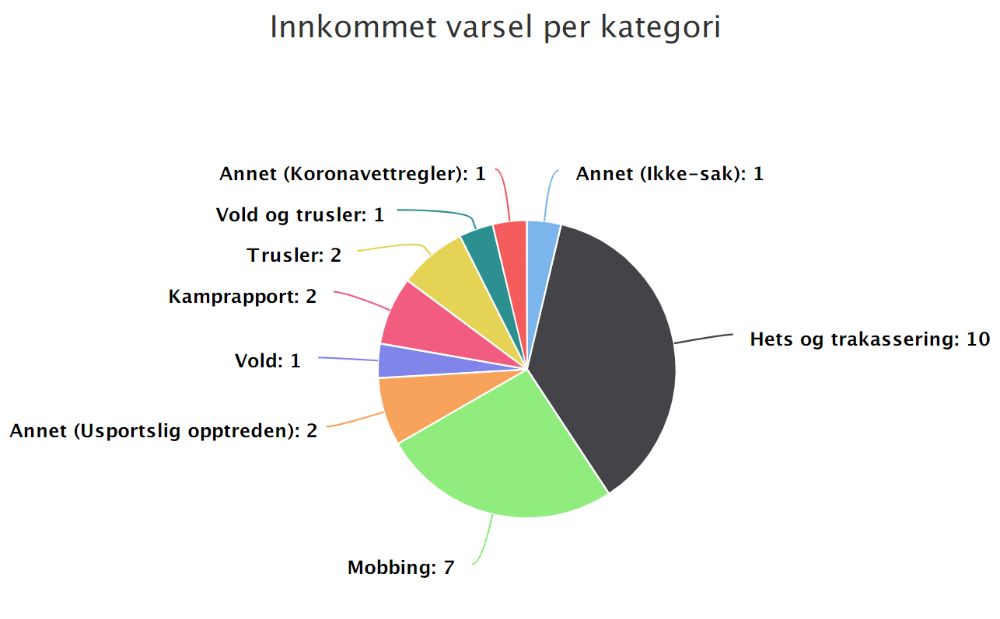 Innkommet varsel per kategori
Annet (Koronavettregler): 1
Annet (Ikke-sak): 1
Vold og trusler: 1
Trusler: 2
Kamprapport: 2
Hets og trakassering: 10
Vold: 1
Annet (Usportslig opptreden): 2
Mobbing: 7